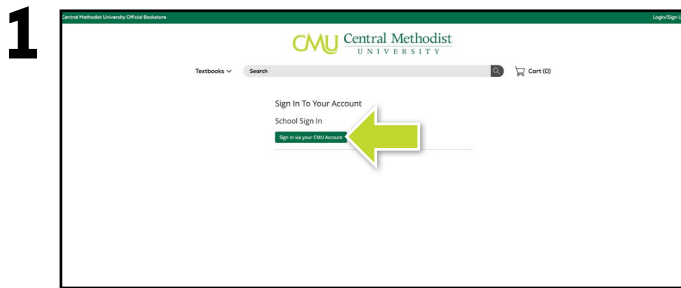 1
Central Methodist University Official Bookstore
Login/Sign U
CMU Central Methodist
UNIVERSITY
Textbooks
Search
Cart (0)
Sign In To Your Account
School Sign In
Sign in via your CMU Account